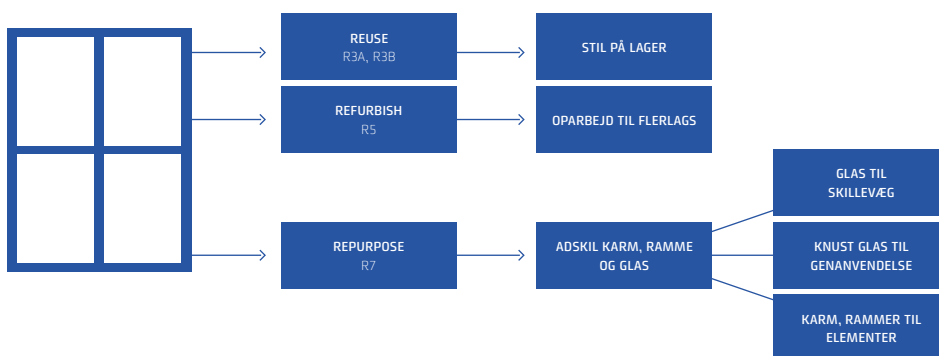 REUSE
R3A, R3B
STIL PÅ LAGER
REFURBISH
R5
OPARBEJD TIL FLERLAGS
REPURPOSE
R7
ADSKIL KARM, RAMME
OG GLAS
GLAS TIL
SKILLEVÆG
KNUST GLAS TIL
GENANVENDELSE
KARM, RAMMER TIL
ELEMENTER